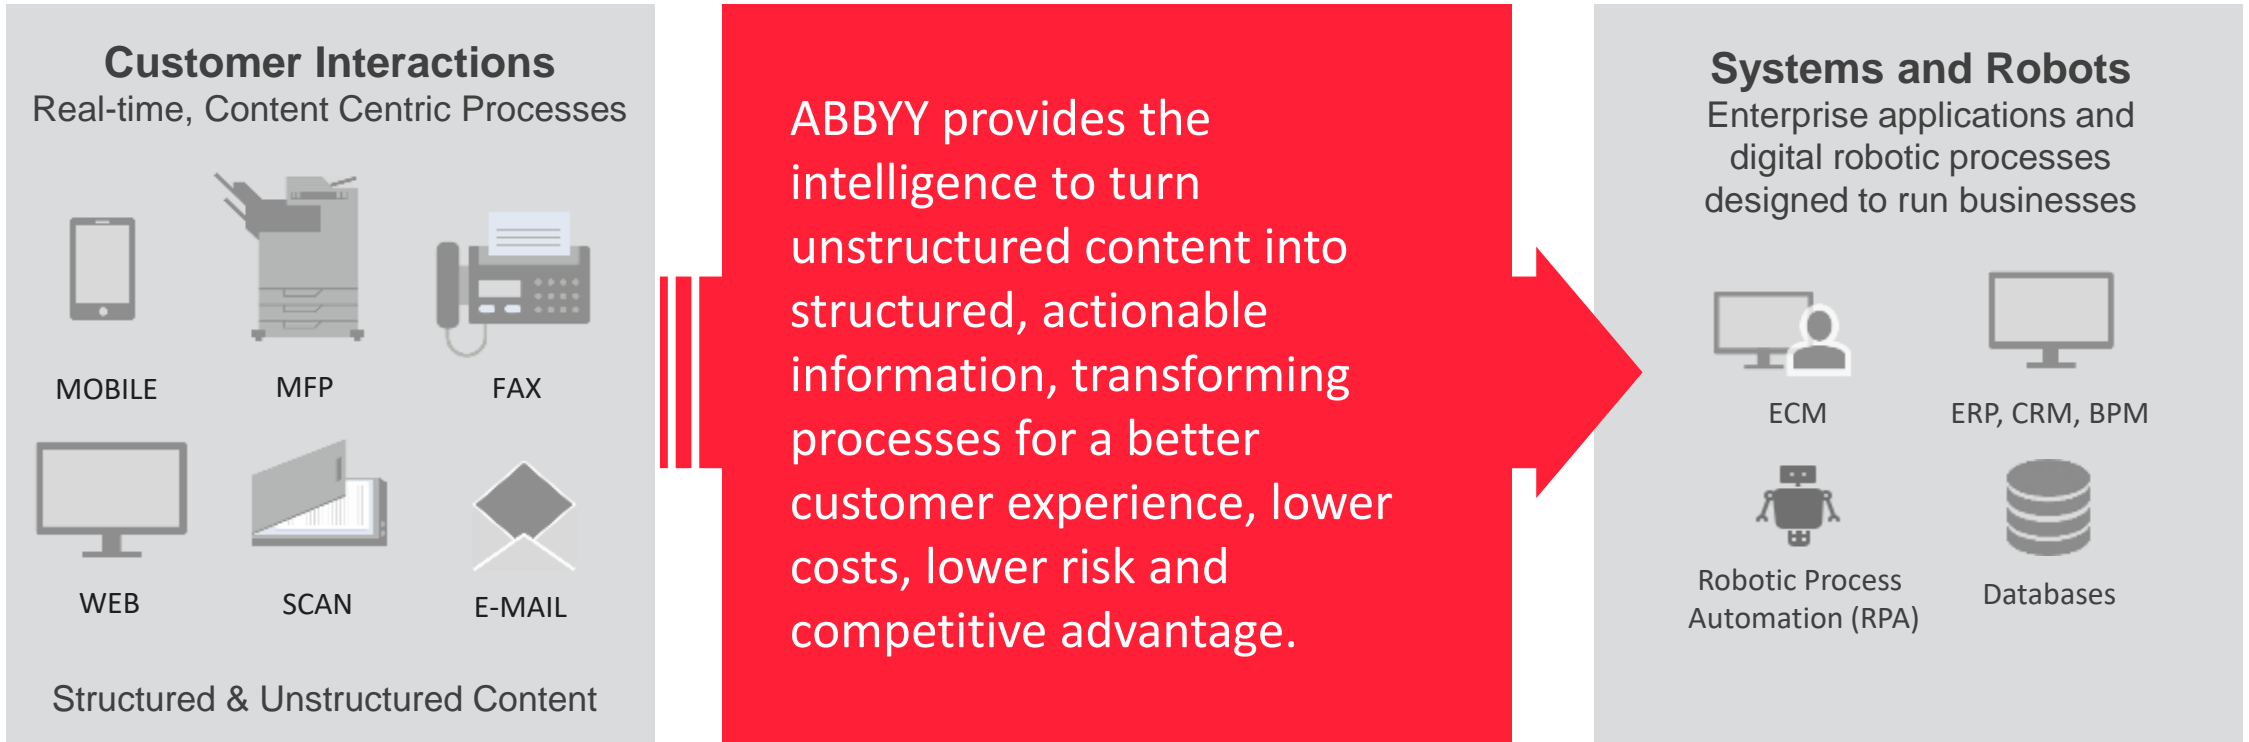 Customer Interactions
Real-time, Content Centric Processes
MOBILE
MFP
FAX
WEB
SCAN
E-MAIL
Structured & Unstructured Content
ABBYY provides the
intelligence to turn
unstructured content into
structured, actionable
information, transforming
processes for a better
customer experience, lower
costs, lower risk and
competitive advantage.
Systems and Robots
Enterprise applications and
digital robotic processes
designed to run businesses
ECM
ERP, CRM, BPM
Robotic Process
Automation (RPA)
Databases